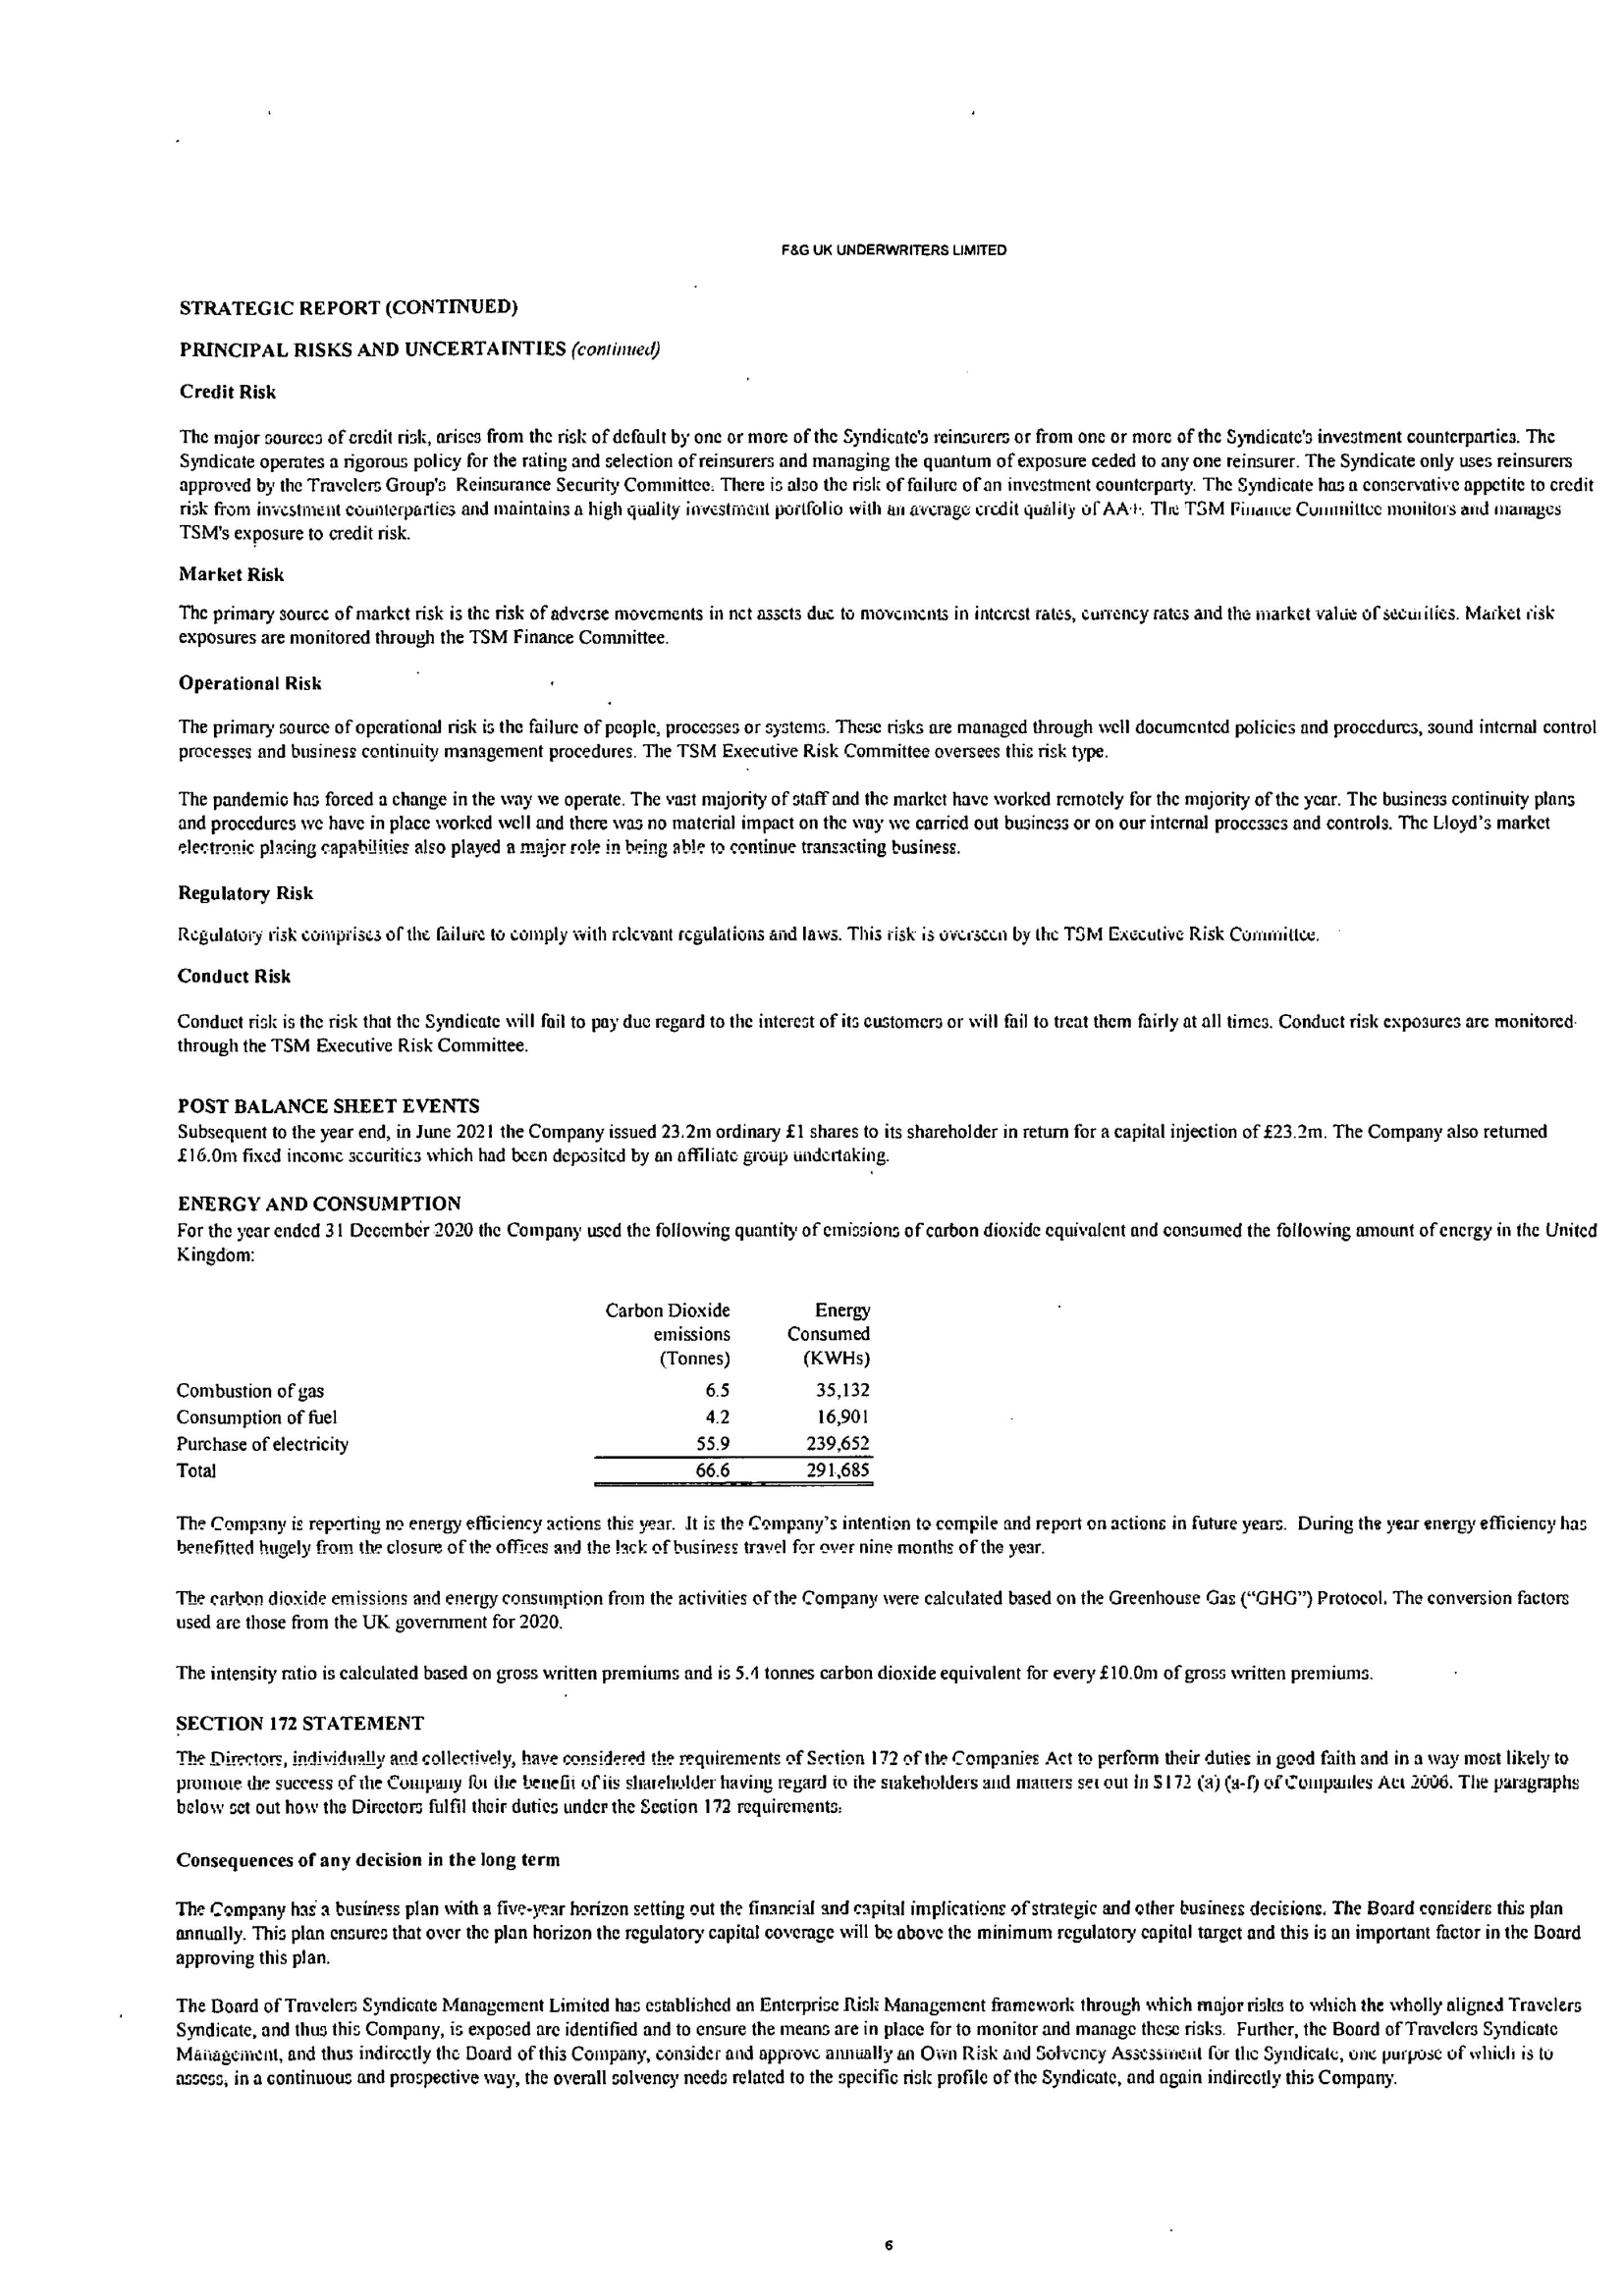 F&G UK UNDERWRITERS LIMITED
STRATEGIC REPORT (CONTINUED)
PRINCIPAL RISKS AND UNCERTAINTIES (continued)
Credit Risk
The major sources of credit risk, arises from the risk of default by one or more of the Syndicate's reinsurers or from one or more of the Syndicate's investment counterparties. The
Syndicate operates a rigorous policy for the rating and selection of reinsurers and managing the quantum of exposure ceded to any one reinsurer. The Syndicate only uses reinsurers
approved by the Travelers Group's Reinsurance Security Committee. There is also the risk of failure of an investment counterparty. The Syndicate has a conservative appetite to credit
risk from investment counterparties and maintains a high quality investment portfolio with an average credit quality of AA+. The TSM Finance Committee monitors and manages
TSM's exposure to credit risk.
Market Risk
The primary source of market risk is the risk of adverse movements in net assets due to movements in interest rates, currency rates and the market value of securities. Market risk
exposures are monitored through the TSM Finance Committee.
Operational Risk
The primary source of operational risk is the failure of people, processes or systems. These risks are managed through well documented policies and procedures, sound internal control
processes and business continuity management procedures. The TSM Executive Risk Committee oversees this risk type.
The pandemic has forced a change in the way we operate. The vast majority of staff and the market have worked remotely for the majority of the year. The business continuity plans
and procedures we have in place worked well and there was no material impact on the way we carried out business or on our internal processes and controls. The Lloyd's market
electronic placing capabilities also played a major role in being able to continue transacting business.
Regulatory Risk
Regulatory risk comprises of the failure to comply with relevant regulations and laws. This risk is overseen by the TSM Executive Risk Committee.
Conduct Risk
Conduct risk is the risk that the Syndicate will fail to pay due regard to the interest of its customers or will fail to treat them fairly at all times. Conduct risk exposures are monitored
through the TSM Executive Risk Committee.
POST BALANCE SHEET EVENTS
Subsequent to the year end, in June 2021 the Company issued 23.2m ordinary £1 shares to its shareholder in return for a capital injection of £23.2m. The Company also returned
£16.0m fixed income securities which had been deposited by an affiliate group undertaking.
ENERGY AND CONSUMPTION
For the year ended 31 December 2020 the Company used the following quantity of emissions of carbon dioxide equivalent and consumed the following amount of energy in the United
Kingdom:
Carbon Dioxide Energy
emissions Consumed
(Tonnes) (KWHs)
Combustion of gas 6.5 35,132
Consumption of fuel 4.2 16,901
Purchase of electricity 55.9 239,652
Total 66.6 291,685
The Company is reporting no energy efficiency actions this year. It is the Company's intention to compile and report on actions in future years. During the year energy efficiency has
benefitted hugely from the closure of the offices and the lack of business travel for over nine months of the year.
The carbon dioxide emissions and energy consumption from the activities of the Company were calculated based on the Greenhouse Gas ("GHG") Protocol. The conversion factors
used are those from the UK government for 2020.
The intensity ratio is calculated based on gross written premiums and is 5.4 tonnes carbon dioxide equivalent for every £10.0m of gross written premiums.
SECTION 172 STATEMENT
The Directors, individually and collectively, have considered the requirements of Section 172 of the Companies Act to perform their duties in good faith and in a way most likely to
promote the success of the Company for the benefit of its shareholder having regard to the stakeholders and matters set out in S172 (a) (a-f) of Companies Act 2006. The paragraphs
below set out how the Directors fulfil their duties under the Section 172 requirements:
Consequences of any decision in the long term
The Company has a business plan with a five-year horizon setting out the financial and capital implications of strategic and other business decisions. The Board considers this plan
annually. This plan ensures that over the plan horizon the regulatory capital coverage will be above the minimum regulatory capital target and this is an important factor in the Board
approving this plan.
The Board of Travelers Syndicate Management Limited has established an Enterprise Risk Management framework through which major risks to which the wholly aligned Travelers
Syndicate, and thus this Company, is exposed are identified and to ensure the means are in place for to monitor and manage these risks. Further, the Board of Travelers Syndicate
Management, and thus indirectly the Board of this Company, consider and approve annually an Own Risk and Solvency Assessment for the Syndicate, one purpose of which is to
assess, in a continuous and prospective way, the overall solvency needs related to the specific risk profile of the Syndicate, and again indirectly this Company.
6